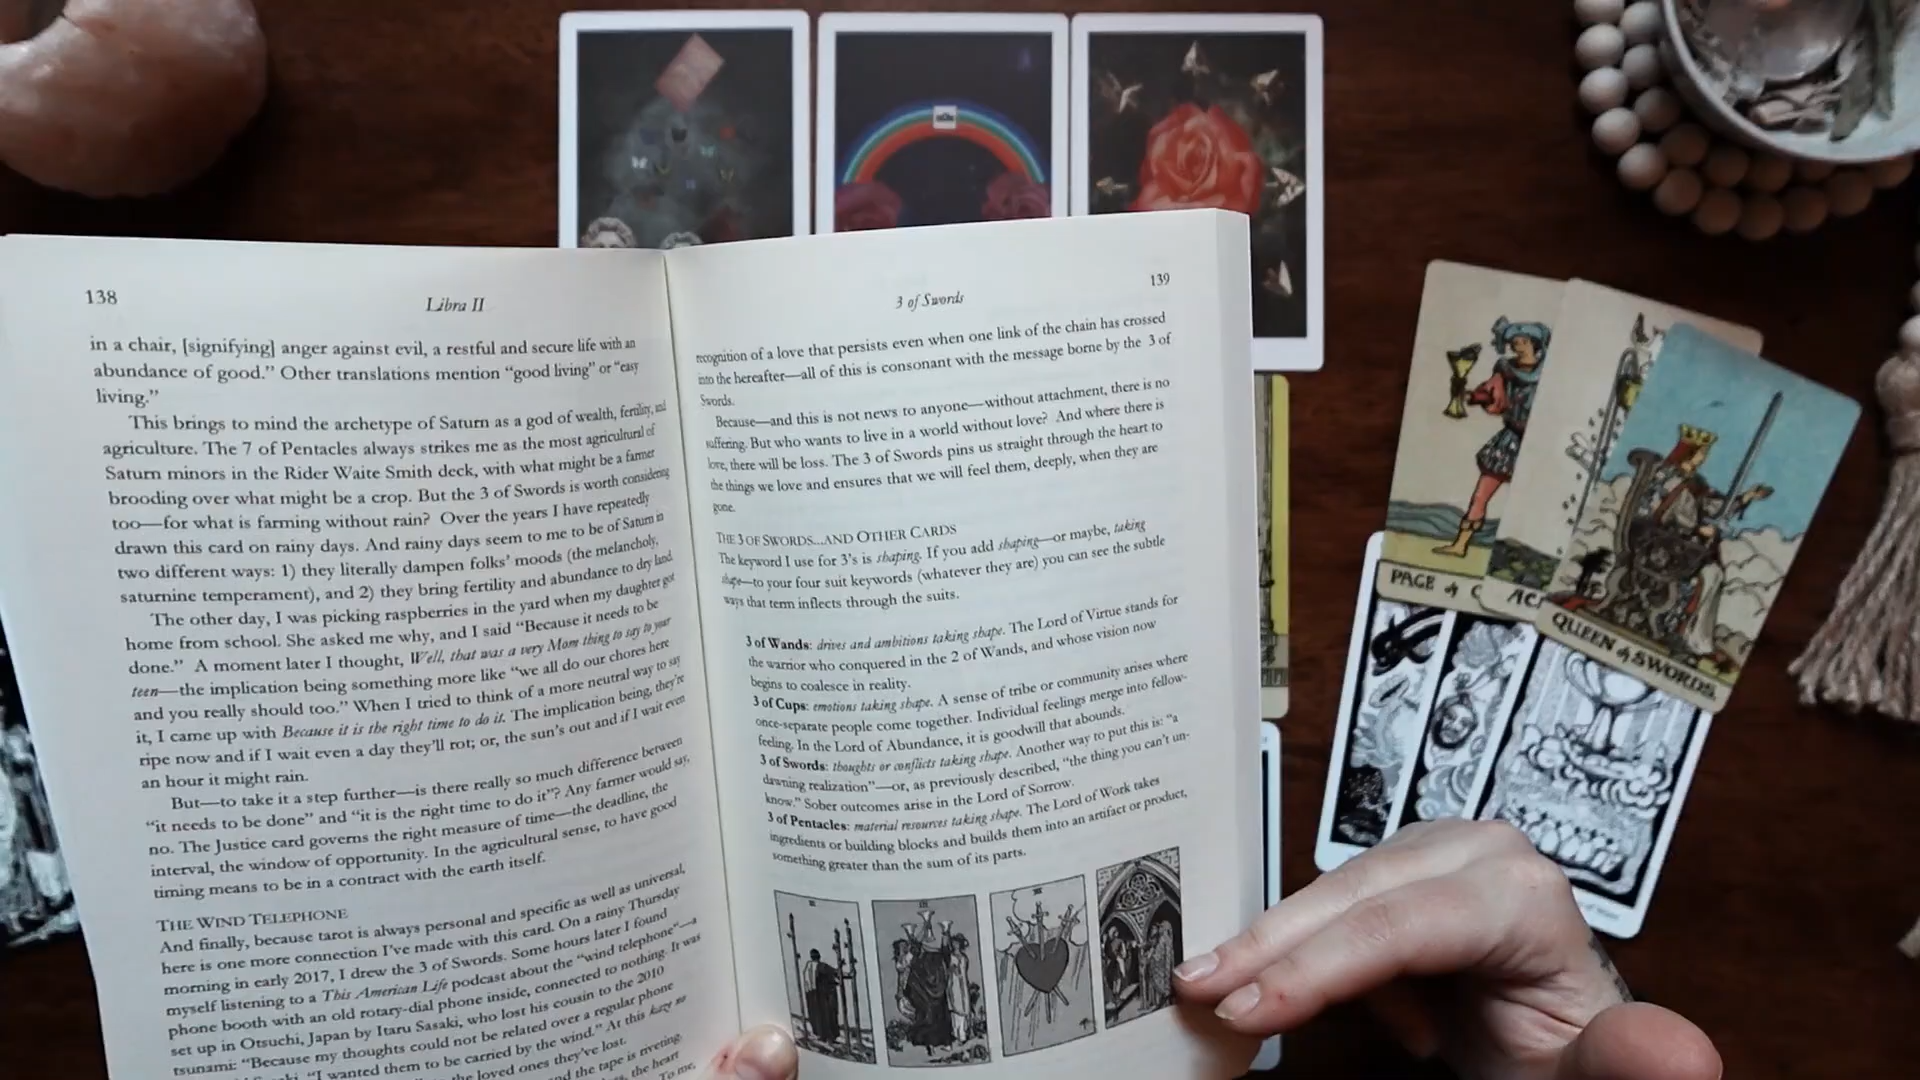 138
Libra II
in a chair, [signifying] anger against evil, a restful and secure life with an
abundance of good.” Other translations mention “good living” or “easy
living.”
This brings to mind the archetype of Saturn as a god of wealth, fertility, and
agriculture. The 7 of Pentacles always strikes me as the most agricultural of
Saturn minors in the Rider Waite Smith deck, with what might be a farmer
brooding over what might be a crop. But the 3 of Swords is worth considering
too—for what is farming without rain? Over the years I have repeatedly
drawn this card on rainy days. And rainy days seem to me to be of Saturn in
two different ways: 1) they literally dampen folks’ moods (the melancholy,
saturnine temperament), and 2) they bring fertility and abundance to dry land.
The other day, I was picking raspberries in the yard when my daughter got
home from school. She asked me why, and I said “Because it needs to be
done.” A moment later I thought, Well, that was a very Mom thing to say to your
teen—the implication being something more like “we all do our chores here
and you really should too.” When I tried to think of a more neutral way to say
it, I came up with Because it is the right time to do it. The implication being, they’re
ripe now and if I wait even a day they’ll rot; or, the sun’s out and if I wait even
an hour it might rain.
But—to take it a step further—is there really so much difference between
“it needs to be done” and “it is the right time to do it”? Any farmer would say,
no. The Justice card governs the right measure of time—the deadline, the
interval, the window of opportunity. In the agricultural sense, to have good
timing means to be in a contract with the earth itself.
THE WIND TELEPHONE
And finally, because tarot is always personal and specific as well as universal,
here is one more connection I’ve made with this card. On a rainy Thursday
morning in early 2017, I drew the 3 of Swords. Some hours later I found
myself listening to a This American Life podcast about the “wind telephone”—a
phone booth with an old rotary-dial phone inside, connected to nothing. It was
set up in Otsuchi, Japan by Itaru Sasaki, who lost his cousin to the 2010
tsunami: “Because my thoughts could not be related over a regular phone
“I wanted them to be carried by the wind.” At this
the loved ones they’ve lost.
and the tape is riveting.
the heart
To me,
139
3 of Swords
recognition of a love that persists even when one link of the chain has crossed
into the hereafter—all of this is consonant with the message borne by the 3 of
Swords.
Because—and this is not news to anyone—without attachment, there is no
suffering. But who wants to live in a world without love? And where there is
love, there will be loss. The 3 of Swords pins us straight through the heart to
the things we love and ensures that we will feel them, deeply, when they are
gone.
THE 3 OF SWORDS...AND OTHER CARDS
The keyword I use for 3’s is shaping. If you add shaping—or maybe, taking
shape—to your four suit keywords (whatever they are) you can see the subtle
ways that term inflects through the suits.
3 of Wands: drives and ambitions taking shape. The Lord of Virtue stands for
the warrior who conquered in the 2 of Wands, and whose vision now
begins to coalesce in reality.
3 of Cups: emotions taking shape. A sense of tribe or community arises where
once-separate people come together. Individual feelings merge into fellow-
feeling. In the Lord of Abundance, it is goodwill that abounds.
3 of Swords: thoughts or conflicts taking shape. Another way to put this is: “a
dawning realization”—or, as previously described, “the thing you can’t un-
know.” Sober outcomes arise in the Lord of Sorrow.
3 of Pentacles: material resources taking shape. The Lord of Work takes
ingredients or building blocks and builds them into an artifact or product,
something greater than the sum of its parts.
III
PAGE of C
AC
QUEEN of SWORDS.